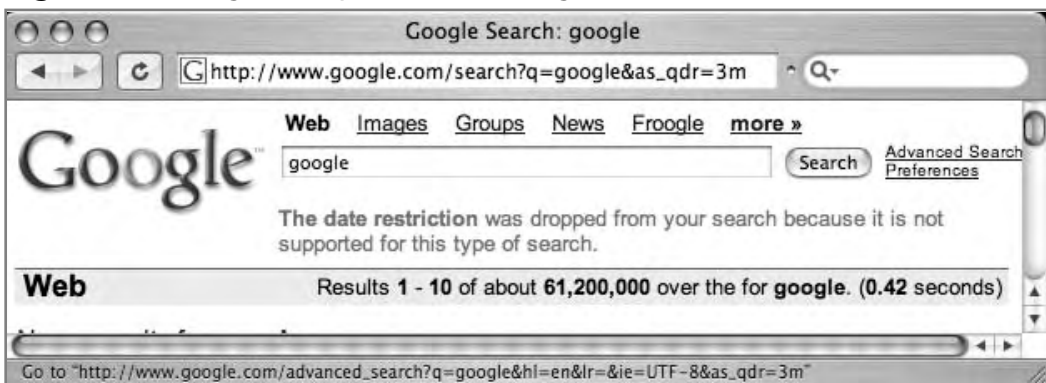 Google Search: google
http://www.google.com/search?q=google&as_qdr=3m
Web Images Groups News Froogle more »
Google™
google
Search
Advanced Search
Preferences
The date restriction was dropped from your search because it is not
supported for this type of search.
Web Results 1 - 10 of about 61,200,000 over the for google. (0.42 seconds)
Go to "http://www.google.com/advanced_search?q=google&hl=en&lr=&ie=UTF-8&as_qdr=3m"